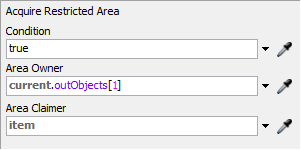 Acquire Restricted Area
Condition
true
Area Owner
current.outObjects[1]
Area Claimer
item